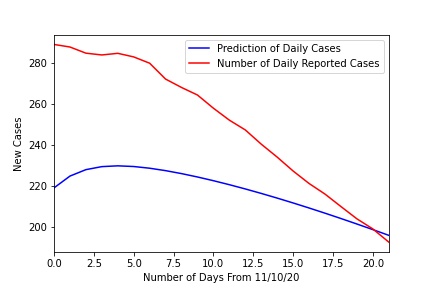 Prediction of Daily Cases
Number of Daily Reported Cases
280
260
240
220
200
New Cases
0.0 2.5 5.0 7.5 10.0 12.5 15.0 17.5 20.0
Number of Days From 11/10/20